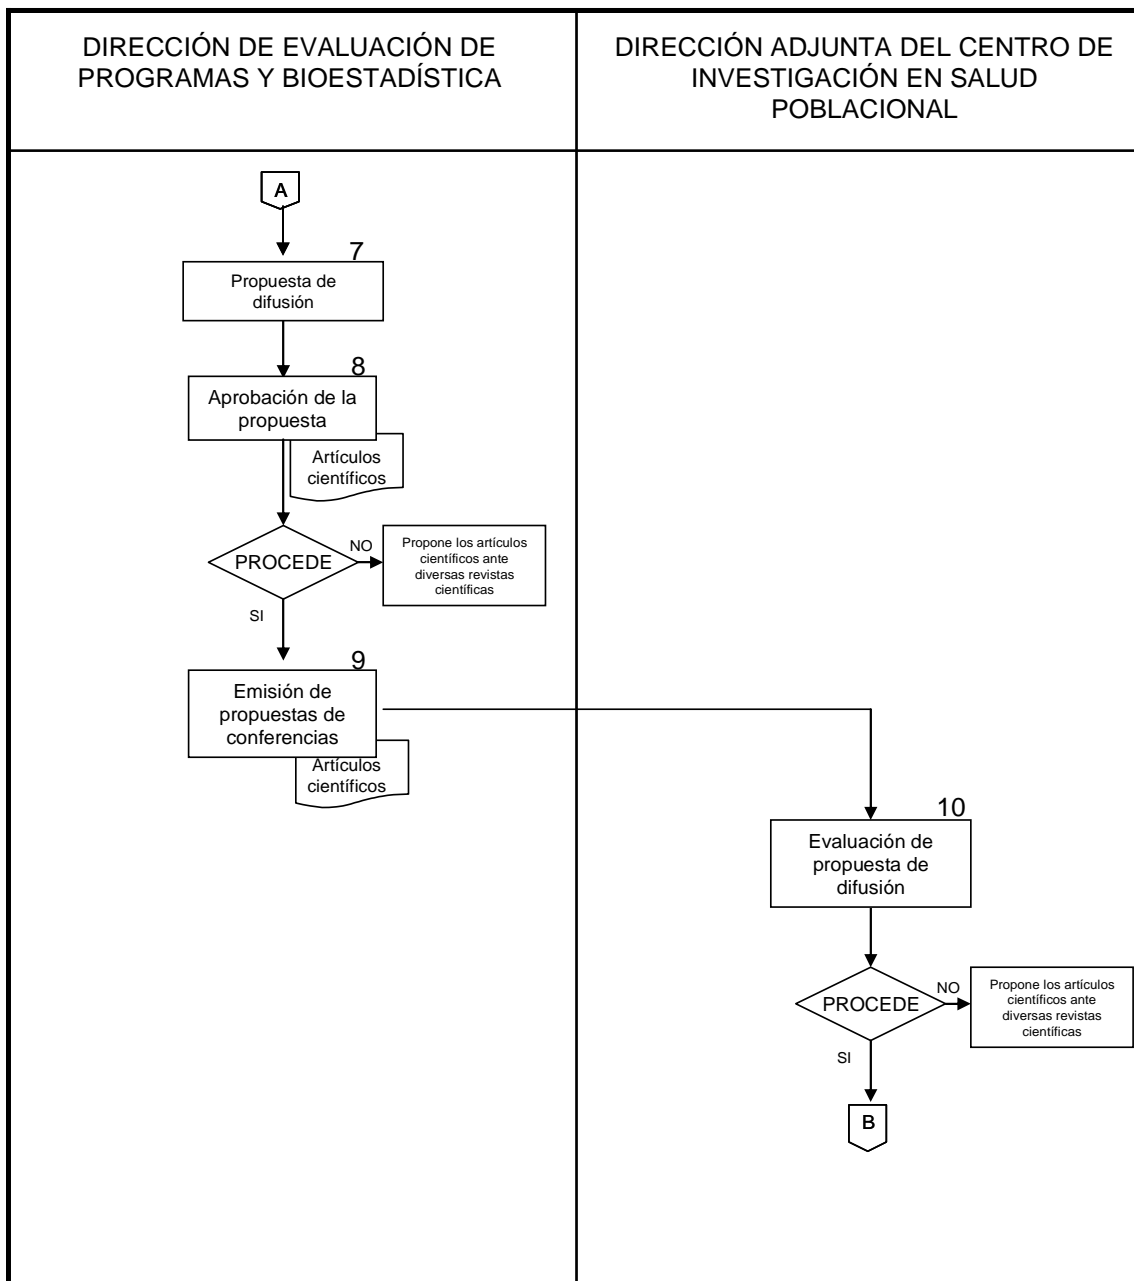 DIRECCIÓN DE EVALUACIÓN DE
PROGRAMAS Y BIOESTADÍSTICA
DIRECCIÓN ADJUNTA DEL CENTRO DE
INVESTIGACIÓN EN SALUD
POBLACIONAL
A
7
Propuesta de
difusión
8
Aprobación de la
propuesta
Artículos
científicos
PROCEDE
NO
Propone los artículos
científicos ante
diversas revistas
científicas
SI
9
Emisión de
propuestas de
conferencias
Artículos
científicos
10
Evaluación de
propuesta de
difusión
PROCEDE
NO
Propone los artículos
científicos ante
diversas revistas
científicas
SI
B